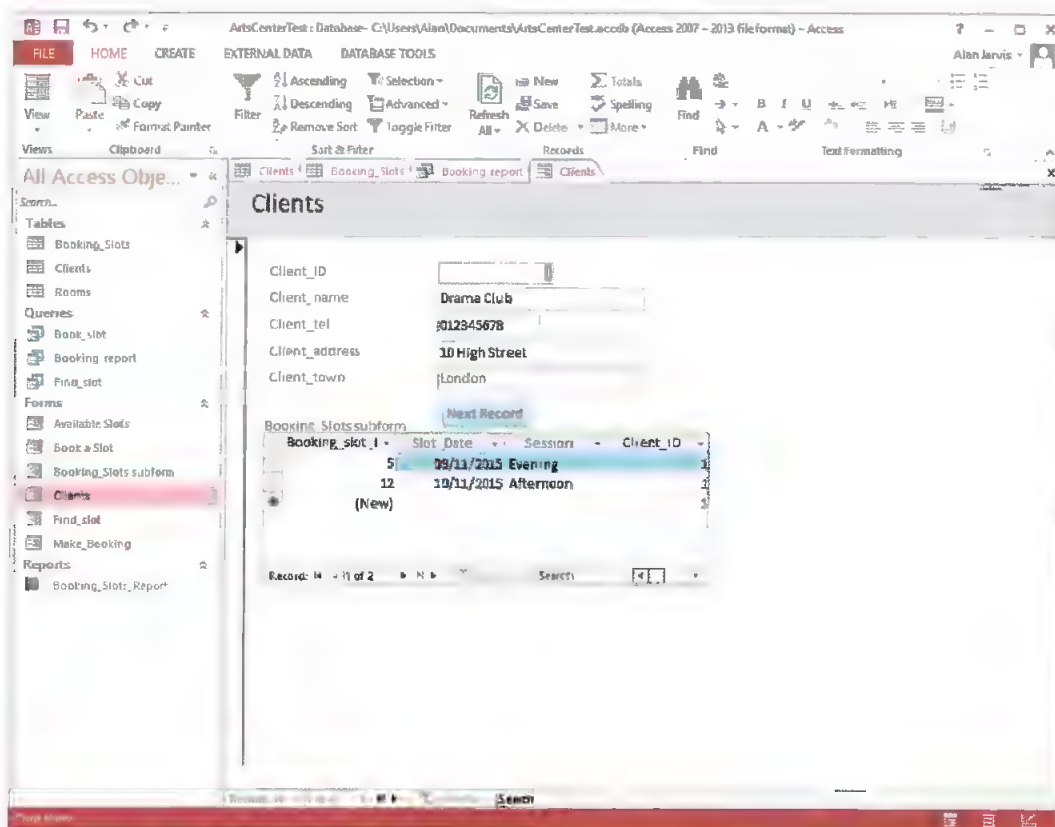 ArtsCenterTest : Database- C:\Users\Alan\Documents\ArtsCenterTest.accdb (Access 2007 - 2013 file format) - Access
FILE HOME CREATE EXTERNAL DATA DATABASE TOOLS Alan Jarvis
View Paste Cut Copy Format Painter
Filter Ascending Descending Remove Sort Selection Advanced Toggle Filter
Refresh All New Save Delete Totals Spelling More
Find B I U A
Views Clipboard Sort & Filter Records Find Text Formatting
All Access Obje...
Search...
Tables
Booking_Slots
Clients
Rooms
Queries
Book_slot
Booking report
Find_slot
Forms
Available Slots
Book a Slot
Booking_Slots subform
Clients
Find_slot
Make_Booking
Reports
Booking_Slots_Report
Clients Booking_Slots Booking report Clients
Clients
Client_ID
Client_name Drama Club
Client_tel 012345678
Client_address 10 High Street
Client_town London
Next Record
Booking_Slots subform
Booking_slot_I Slot_Date Session Client_ID
5 09/11/2015 Evening 1
12 10/11/2015 Afternoon
(New)
Record: 1 of 2 Search
Search